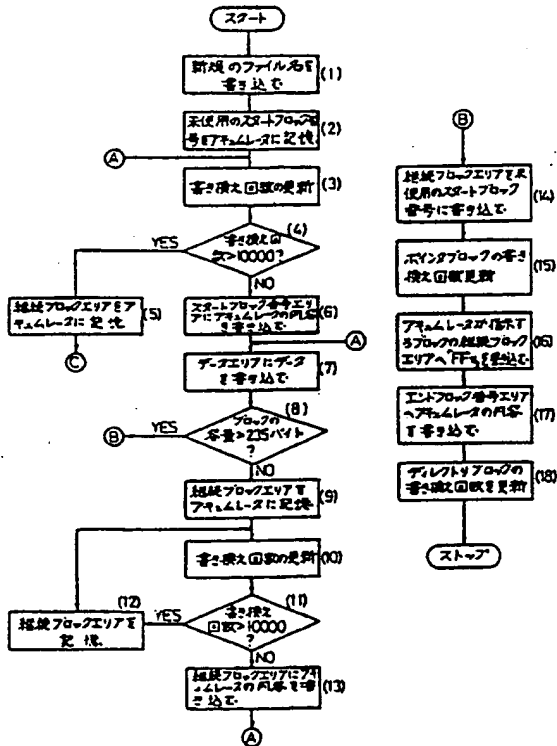 スタート
新規のファイル名を
書き込む
(1)
未使用のスタートブロック番
号をアキュムレータに記憶
(2)
A
書き換え回数の更新
(3)
(4)
書き換え回
数>10000?
YES
NO
継続ブロックエリアをア
キュムレータに記憶
(5)
C
スタートブロック番号エリ
アにアキュムレータの内容
を書き込む
(6)
A
データエリアにデータ
を書き込む
(7)
(8)
ブロックの
容量>235バイト
?
YES
B
NO
継続ブロックエリアを
アキュムレータに記憶
(9)
書き換え回数の更新
(10)
(11)
書き換え
回数>10000
?
YES
NO
(12)
継続ブロックエリアを
記憶
継続ブロックエリアにアキ
ュムレータの内容を書
き込む
(13)
A
B
継続ブロックエリアを未
使用のスタートブロック
番号に書き込む
(14)
ポインタブロックの書き
換え回数更新
(15)
アキュムレータが指示す
るブロックの継続ブロック
エリアへ"FFH"を書き込む
(16)
エンドブロック番号エリア
へアキュムレータの内容
を書き込む
(17)
ディレクトリブロックの
書き換え回数を更新
(18)
ストップ